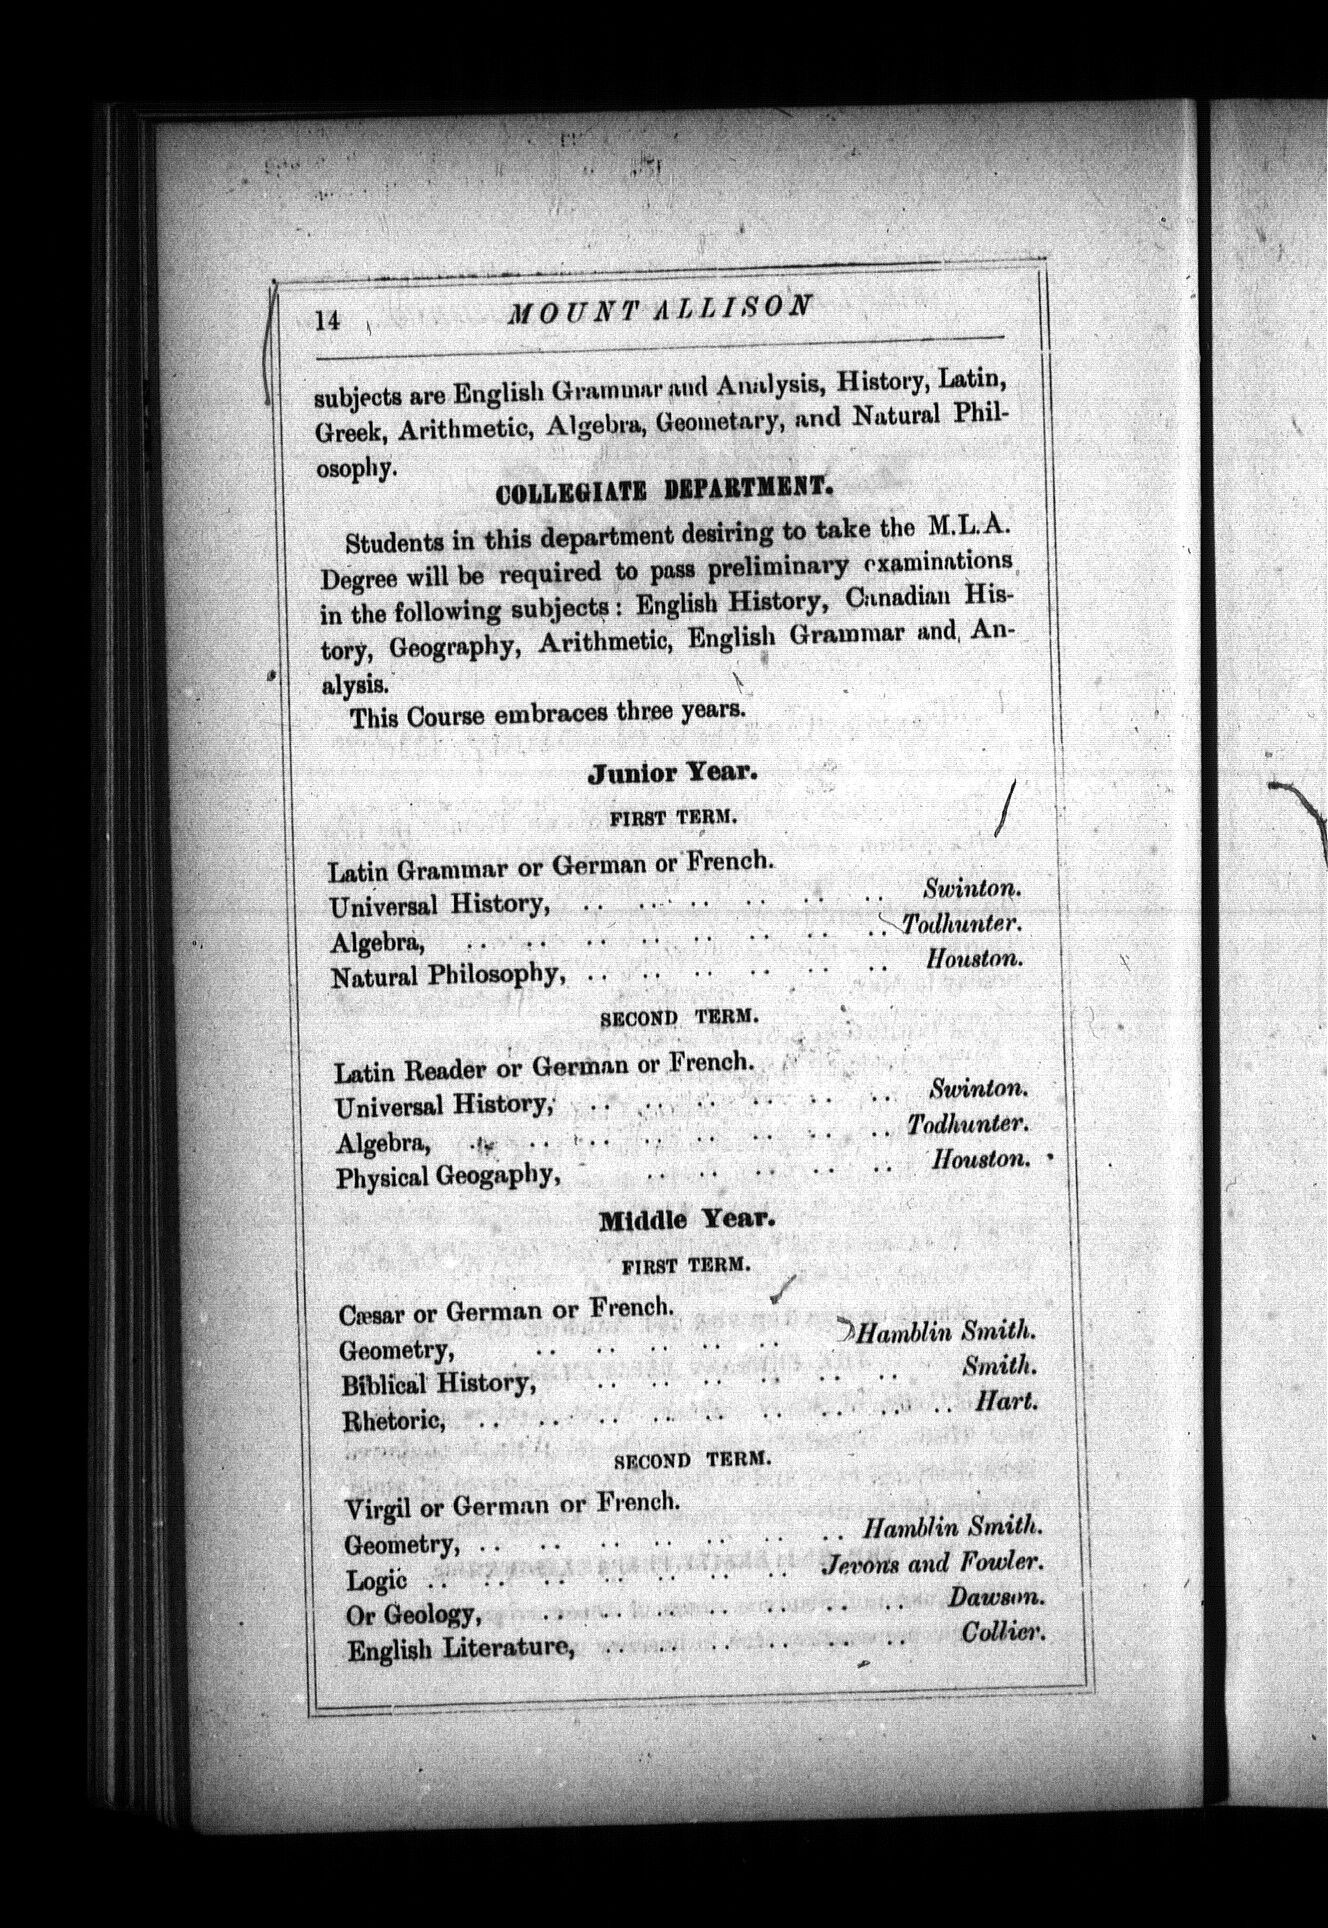 14 MOUNT ALLISON
subjects are English Grammar and Analysis, History, Latin,
Greek, Arithmetic, Algebra, Geometary, and Natural Phil-
osophy.
COLLEGIATE DEPARTMENT.
Students in this department desiring to take the M.L.A.
Degree will be required to pass preliminary examinations
in the following subjects: English History, Canadian His-
tory, Geography, Arithmetic, English Grammar and An-
alysis.
This Course embraces three years.
Junior Year.
FIRST TERM.
Latin Grammar or German or French.
Universal History, .. .. .. .. .. .. Swinton.
Algebra, .. .. .. .. .. .. .. .. Todhunter.
Natural Philosophy, .. .. .. .. .. .. Houston.
SECOND TERM.
Latin Reader or German or French.
Universal History, .. .. .. .. .. .. Swinton.
Algebra, .. .. .. .. .. .. .. .. Todhunter.
Physical Geogaphy, .. .. .. .. .. Houston.
Middle Year.
FIRST TERM.
Cæsar or German or French.
Geometry, .. .. .. .. .. Hamblin Smith.
Biblical History, .. .. .. .. .. .. Smith.
Rhetoric, .. .. .. .. .. .. .. .. .. Hart.
SECOND TERM.
Virgil or German or French.
Geometry, .. .. .. .. .. .. .. Hamblin Smith.
Logic .. .. .. .. .. .. .. Jevons and Fowler.
Or Geology, .. .. .. .. .. .. .. Dawson.
English Literature, .. .. .. .. .. .. Collier.